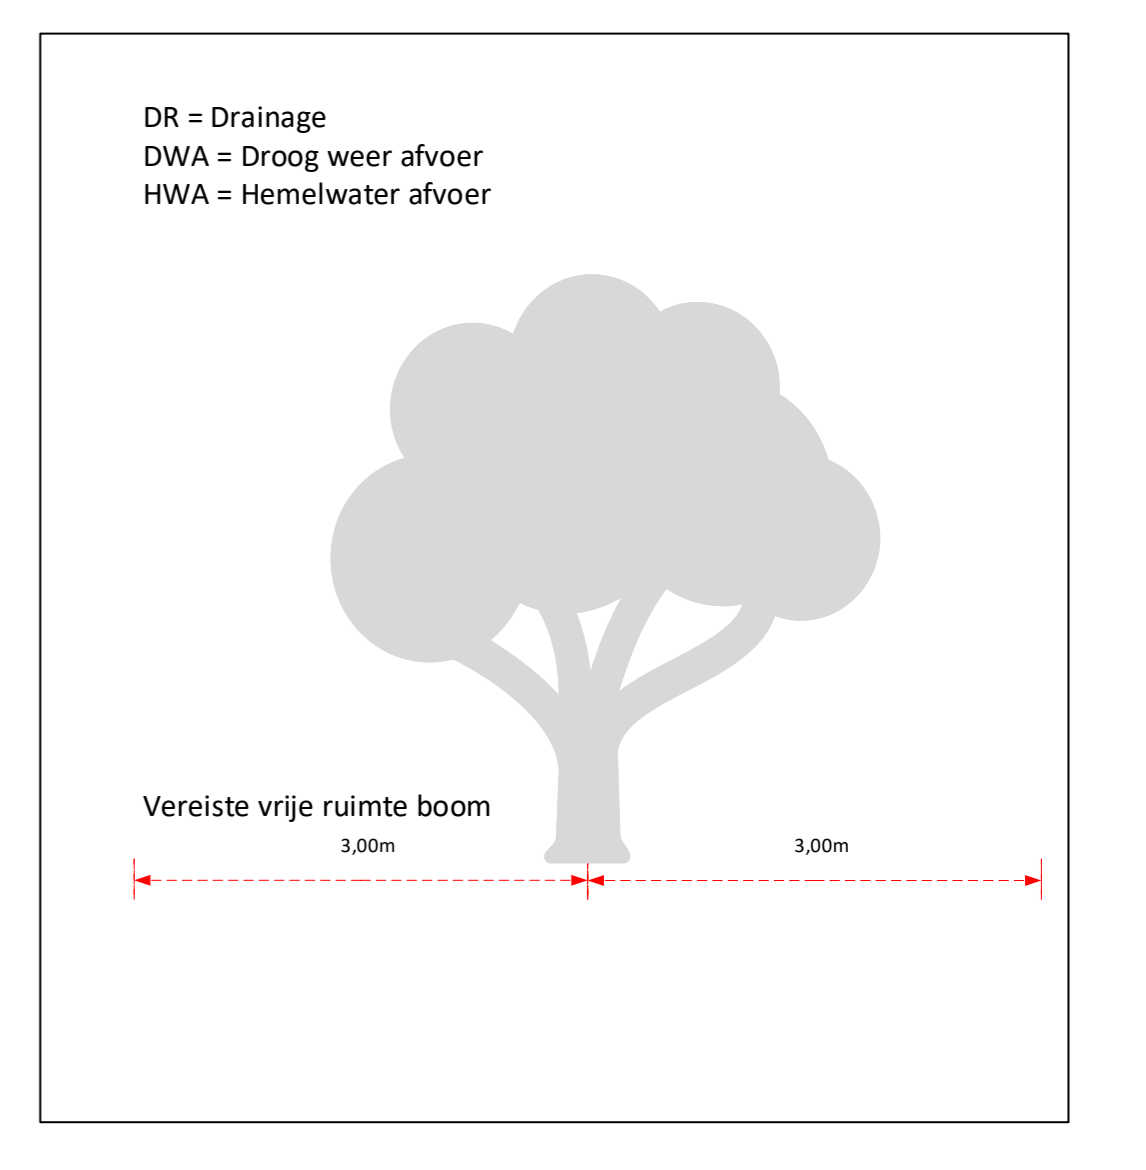 DR = Drainage
DWA = Droog weer afvoer
HWA = Hemelwater afvoer
Vereiste vrije ruimte boom
3,00m 3,00m